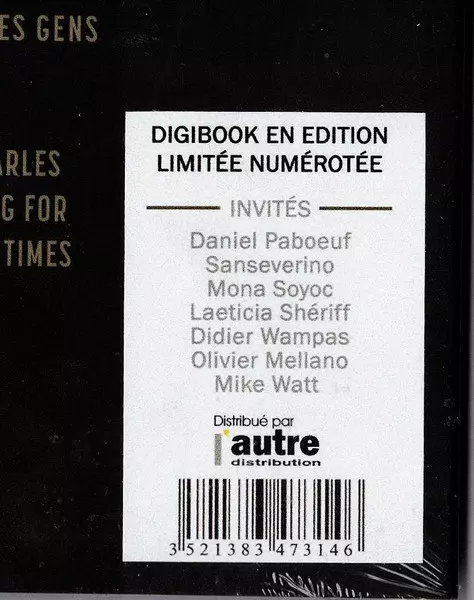 ES GENS
ARLES
G FOR
TIMES
DIGIBOOK EN EDITION
LIMITÉE NUMÉROTÉE
INVITÉS
Daniel Paboeuf
Sanseverino
Mona Soyoc
Laeticia Shériff
Didier Wampas
Olivier Mellano
Mike Watt
Distribué par
l'autre
distribution
3 521383 473146